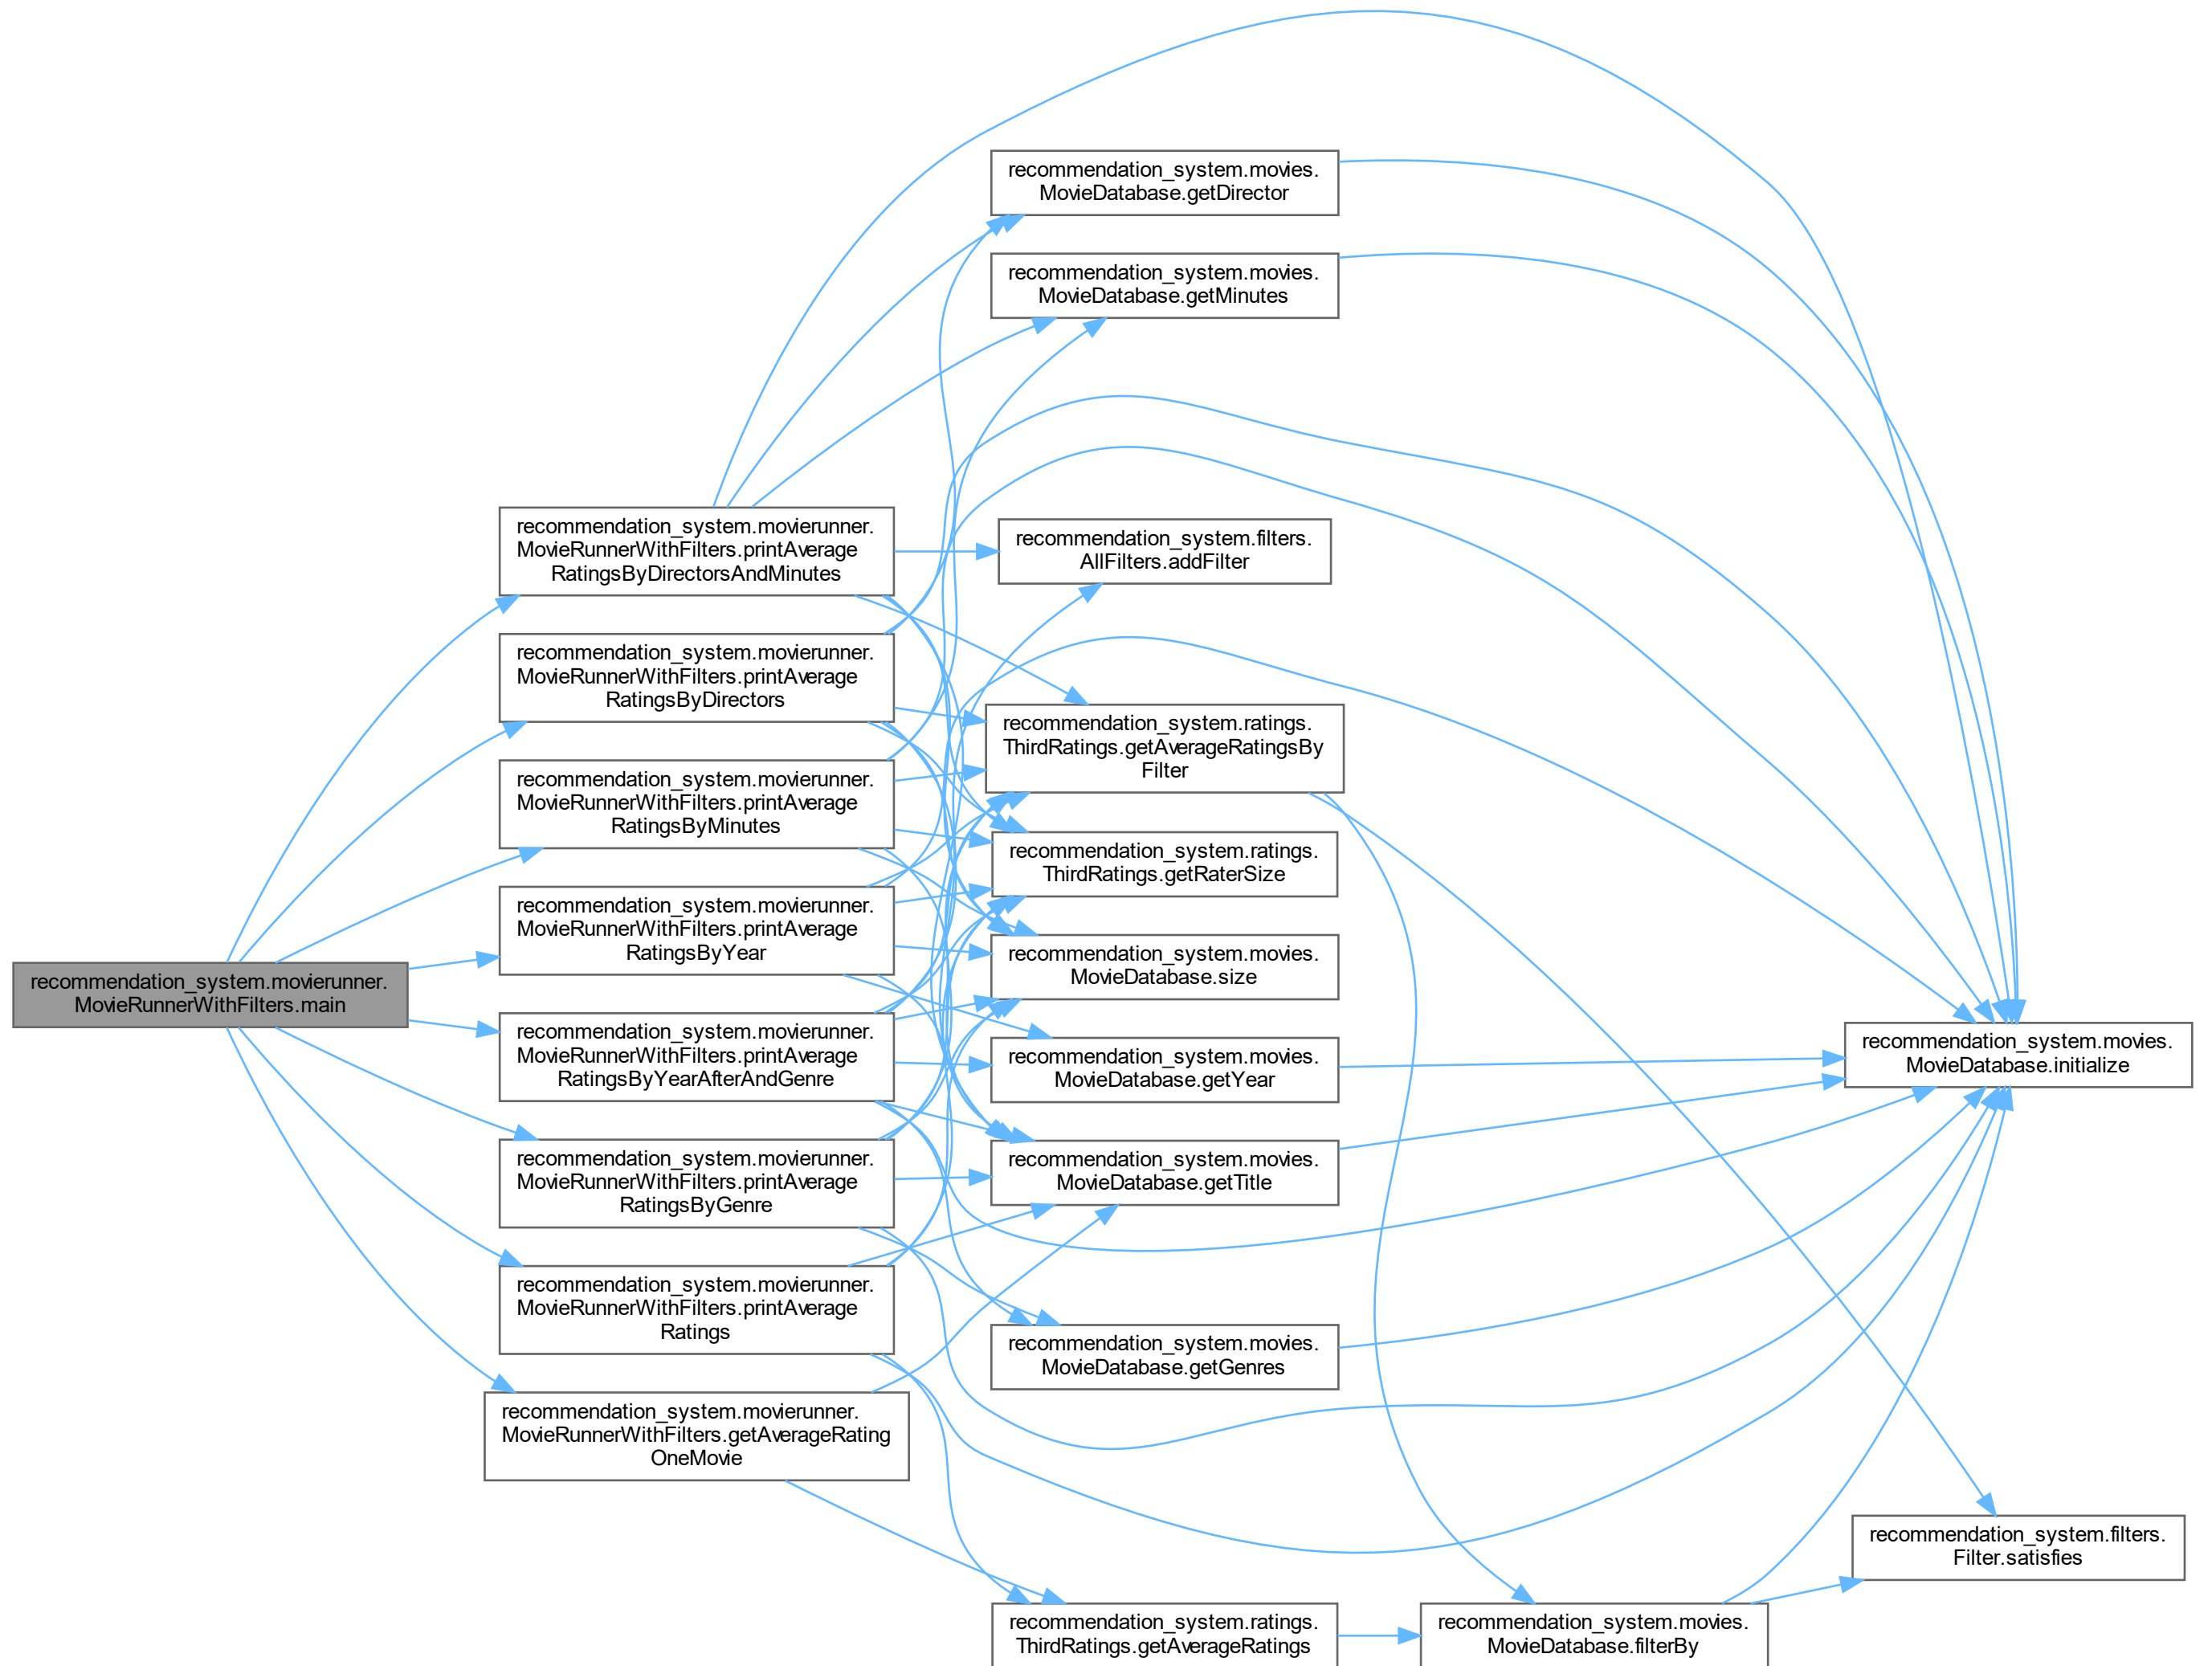 recommendation_system.movierunner.
MovieRunnerWithFilters.main
recommendation_system.movierunner.
MovieRunnerWithFilters.printAverage
RatingsByDirectorsAndMinutes
recommendation_system.movierunner.
MovieRunnerWithFilters.printAverage
RatingsByDirectors
recommendation_system.movierunner.
MovieRunnerWithFilters.printAverage
RatingsByMinutes
recommendation_system.movierunner.
MovieRunnerWithFilters.printAverage
RatingsByYear
recommendation_system.movierunner.
MovieRunnerWithFilters.printAverage
RatingsByYearAfterAndGenre
recommendation_system.movierunner.
MovieRunnerWithFilters.printAverage
RatingsByGenre
recommendation_system.movierunner.
MovieRunnerWithFilters.printAverage
Ratings
recommendation_system.movierunner.
MovieRunnerWithFilters.getAverageRating
OneMovie
recommendation_system.movies.
MovieDatabase.getDirector
recommendation_system.movies.
MovieDatabase.getMinutes
recommendation_system.filters.
AllFilters.addFilter
recommendation_system.ratings.
ThirdRatings.getAverageRatingsBy
Filter
recommendation_system.ratings.
ThirdRatings.getRaterSize
recommendation_system.movies.
MovieDatabase.size
recommendation_system.movies.
MovieDatabase.getYear
recommendation_system.movies.
MovieDatabase.getTitle
recommendation_system.movies.
MovieDatabase.getGenres
recommendation_system.ratings.
ThirdRatings.getAverageRatings
recommendation_system.movies.
MovieDatabase.filterBy
recommendation_system.movies.
MovieDatabase.initialize
recommendation_system.filters.
Filter.satisfies